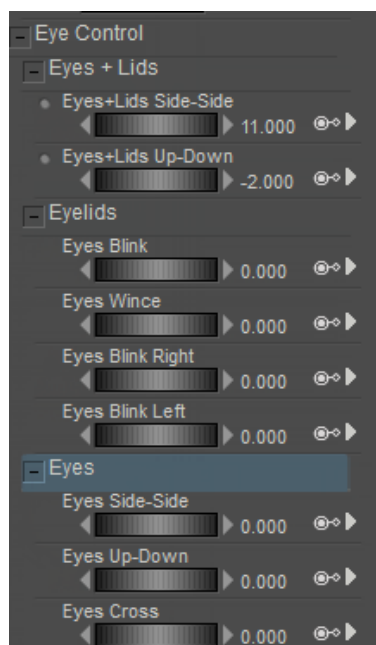 Eye Control
Eyes + Lids
Eyes+Lids Side-Side
11.000
Eyes+Lids Up-Down
-2.000
Eyelids
Eyes Blink
0.000
Eyes Wince
0.000
Eyes Blink Right
0.000
Eyes Blink Left
0.000
Eyes
Eyes Side-Side
0.000
Eyes Up-Down
0.000
Eyes Cross
0.000